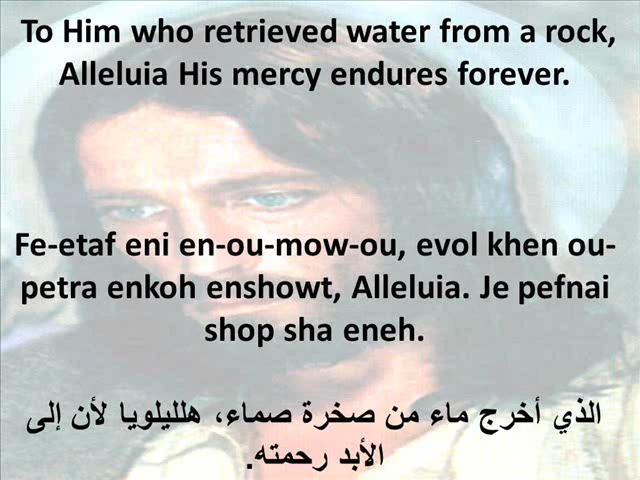 To Him who retrieved water from a rock,
Alleluia His mercy endures forever.
Fe-etaf eni en-ou-mow-ou, evol khen ou-
petra enkoh enshowt, Alleluia. Je pefnai
shop sha eneh.
الذي أخرج ماء من صخرة صماء، هلليلويا لأن إلى
الأبد رحمته.